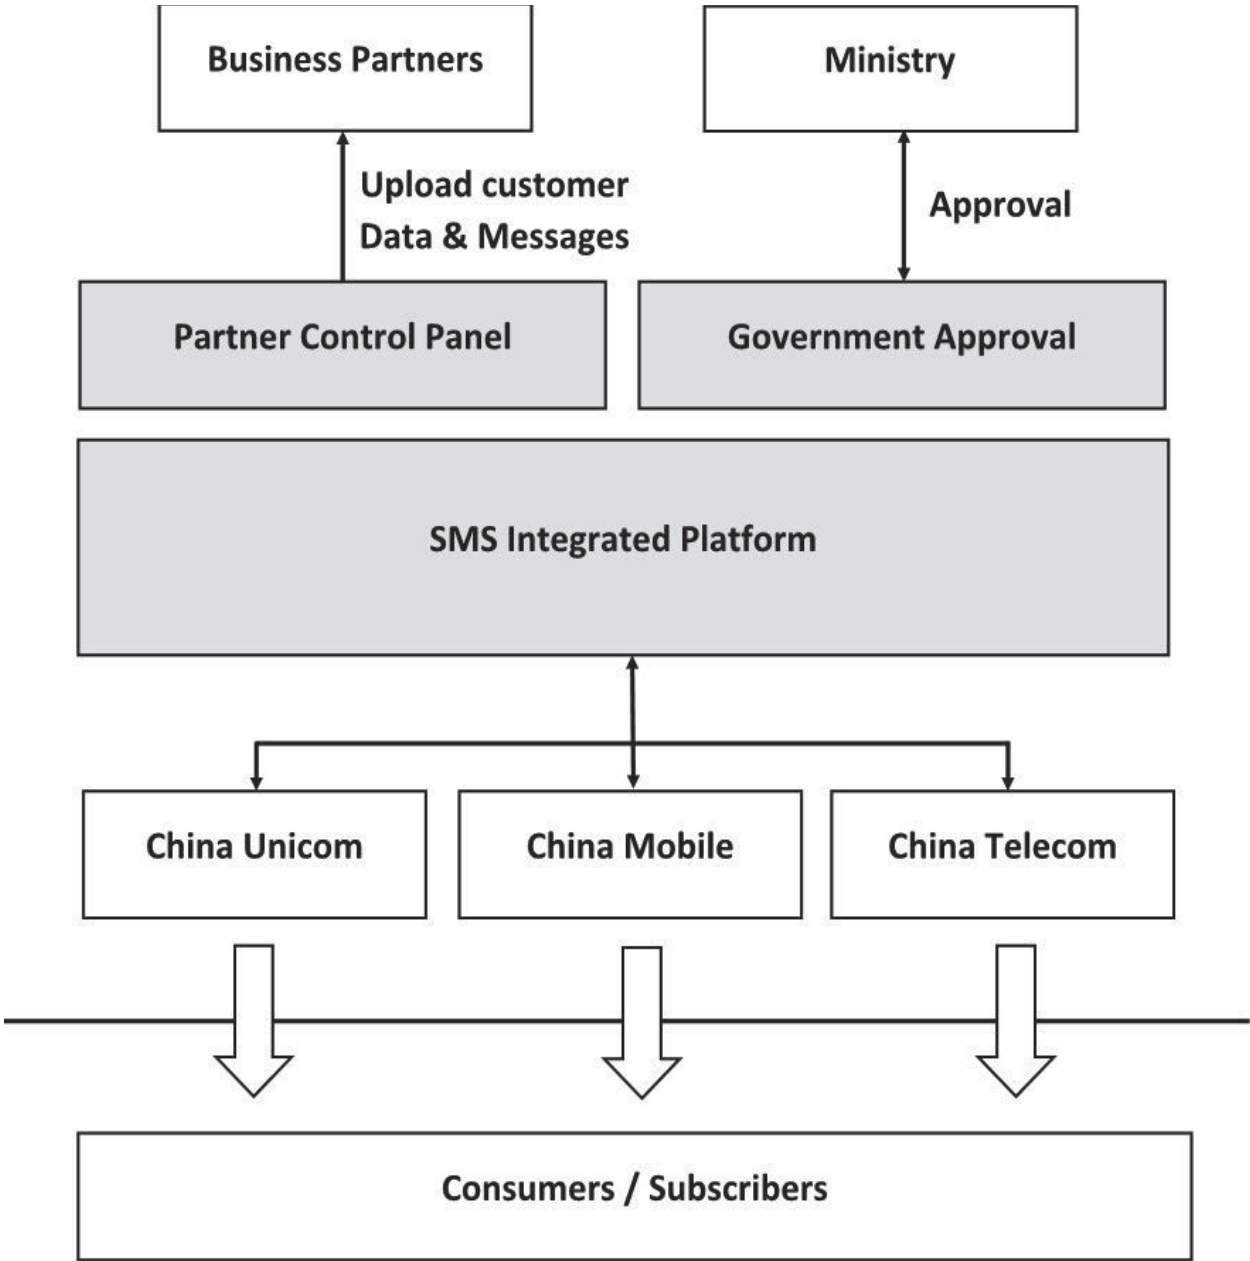 Business Partners
Ministry
Upload customer
Data & Messages
Approval
Partner Control Panel
Government Approval
SMS Integrated Platform
China Unicom
China Mobile
China Telecom
Consumers / Subscribers